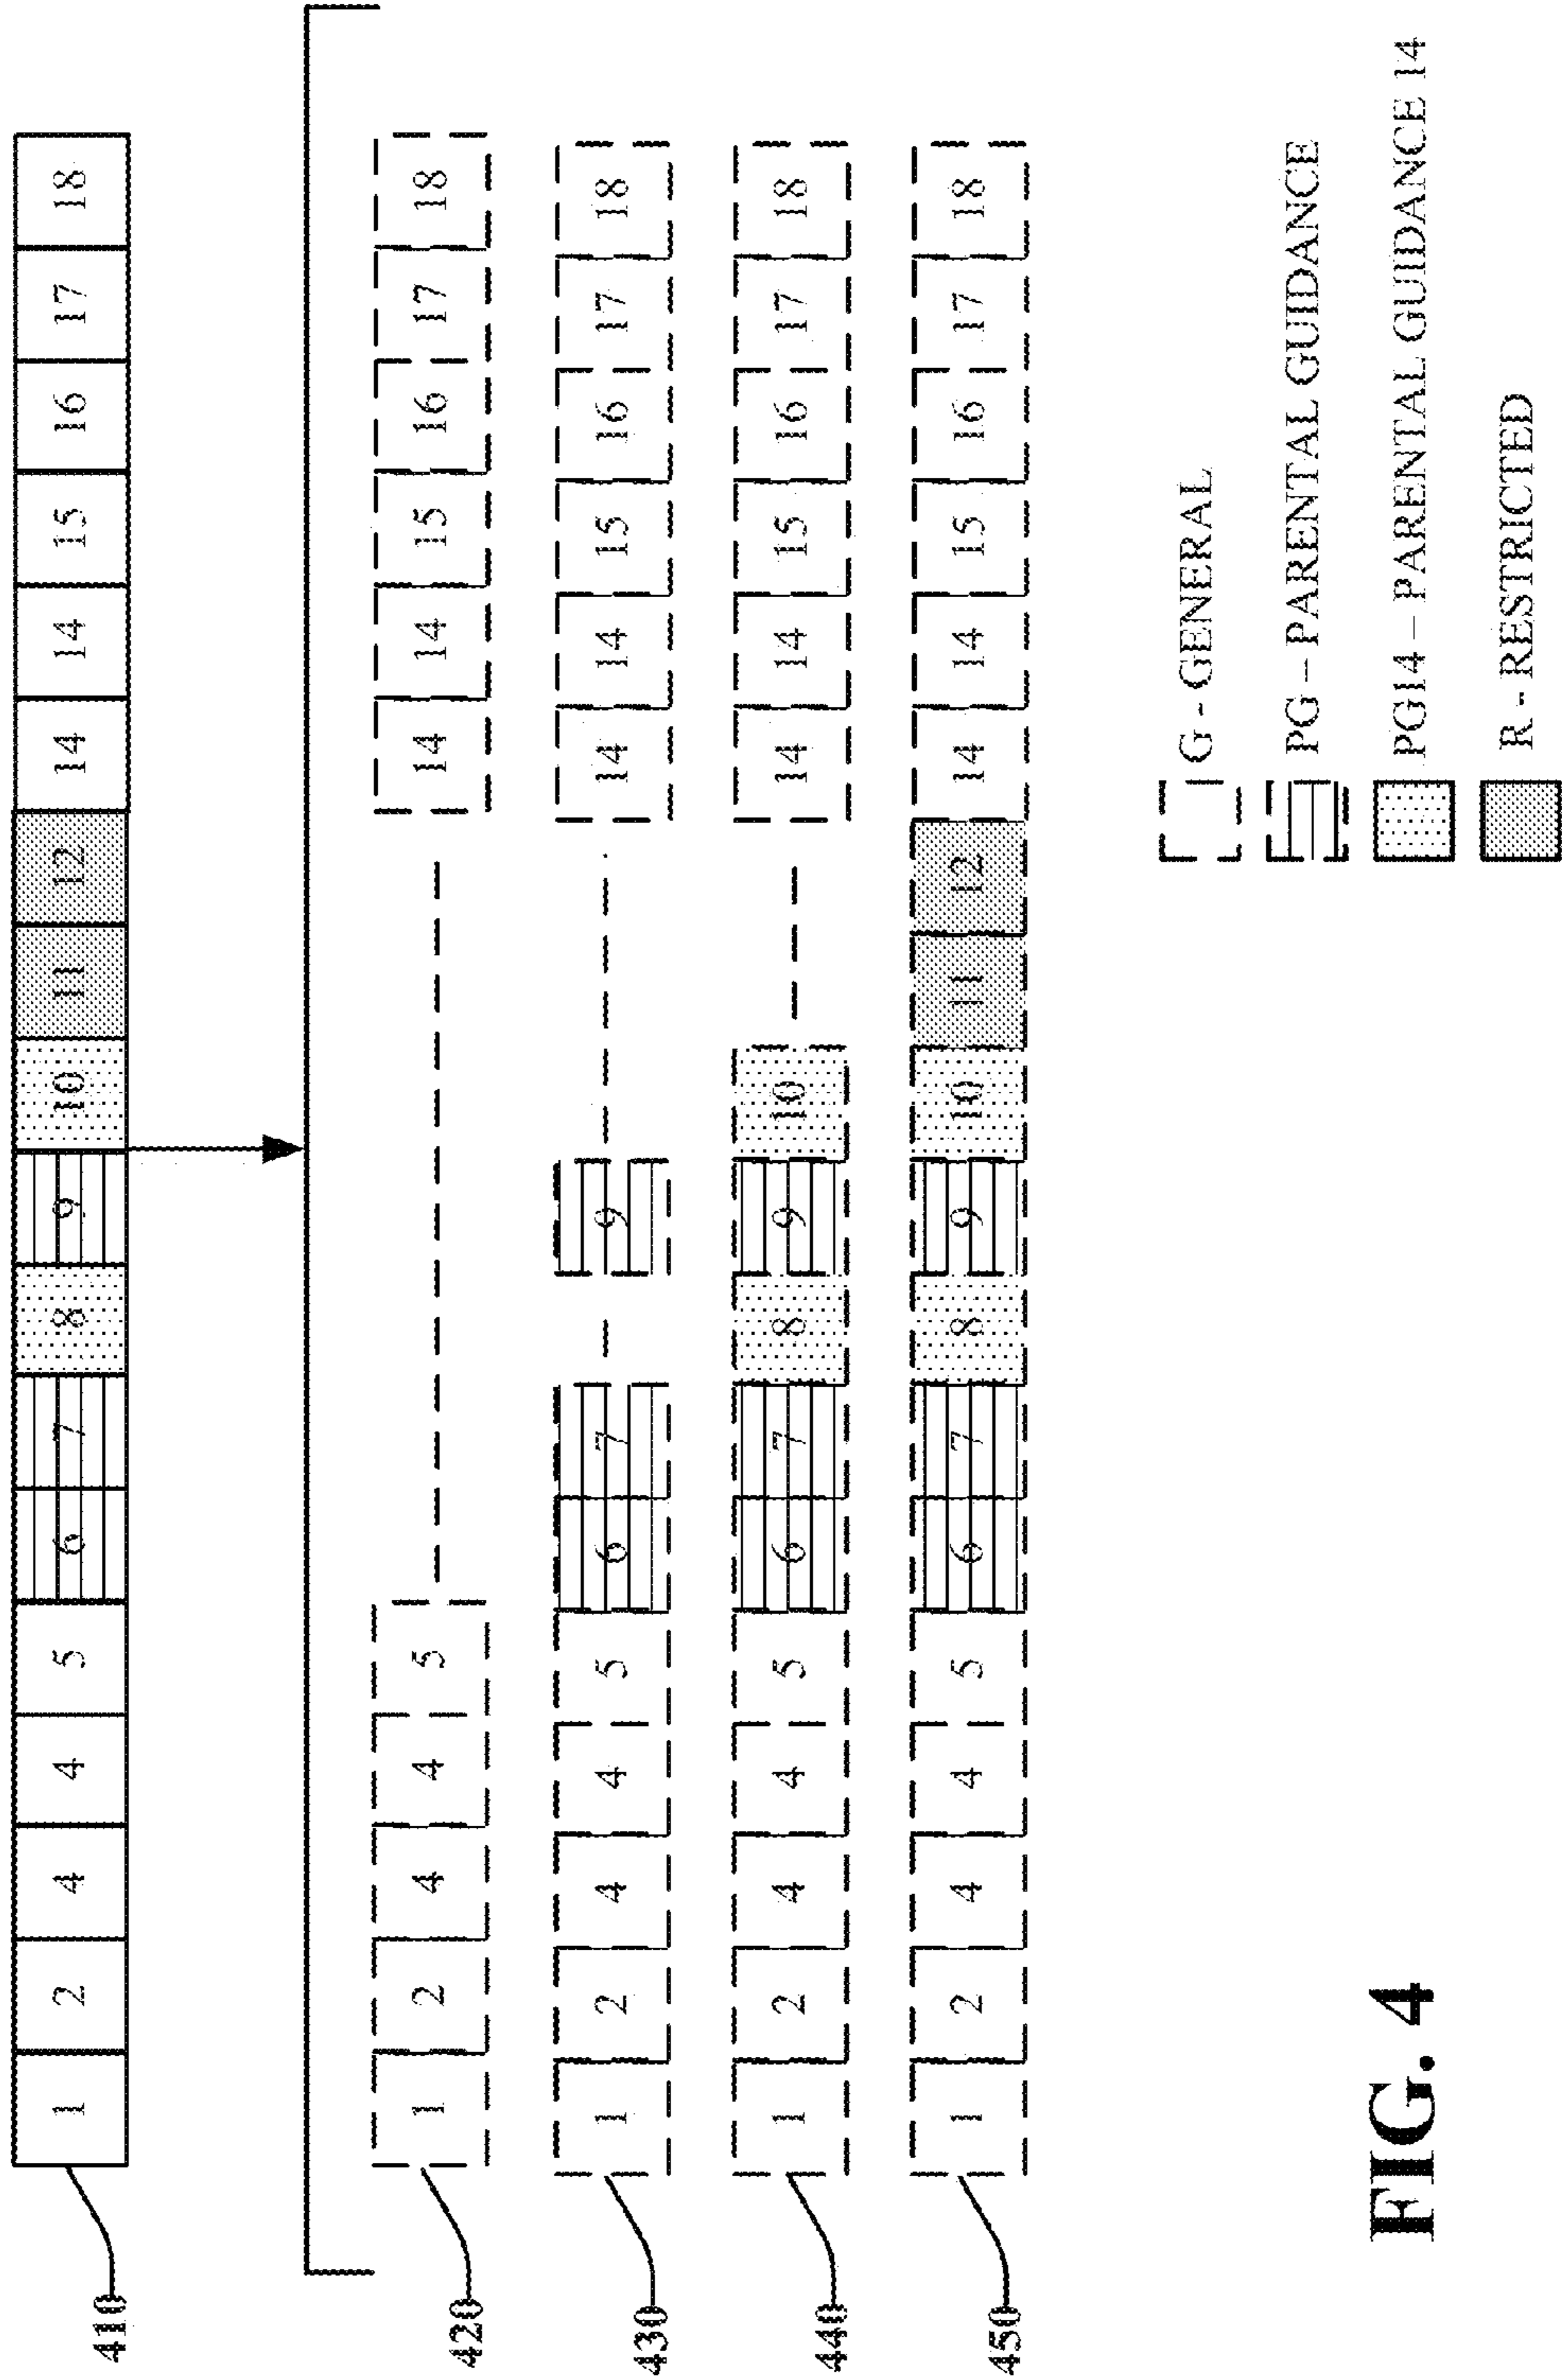 410 1 2 4 4 5 6 7 8 9 10 11 12 14 14 15 16 17 18
420 1 2 4 4 5 14 14 15 16 17 18
430 1 2 4 4 5 6 7 9 14 14 15 16 17 18
440 1 2 4 4 5 6 7 8 9 10 14 14 15 16 17 18
450 1 2 4 4 5 6 7 8 9 10 11 12 14 14 15 16 17 18
G - GENERAL
PG – PARENTAL GUIDANCE
PG14 – PARENTAL GUIDANCE 14
R - RESTRICTED
FIG. 4